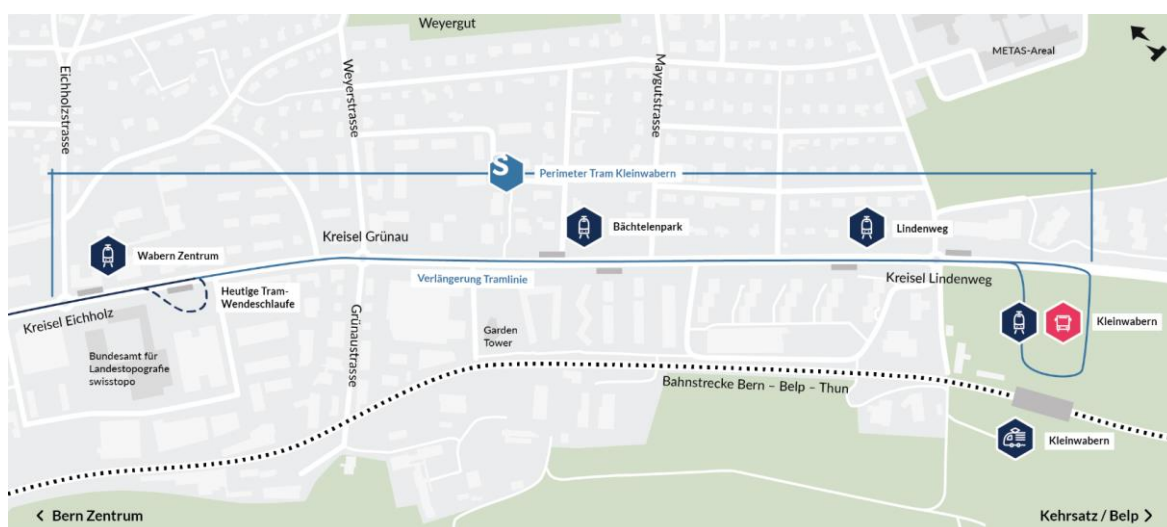 Weyergut
METAS-Areal
Eichholzstrasse
Weyerstrasse
Maygutstrasse
S
Perimeter Tram Kleinwabern
Bächtelenpark
Lindenweg
Kreisel Grünau
Wabern Zentrum
Verlängerung Tramlinie
Kreisel Lindenweg
Heutige Tram-
Wendeschlaufe
Kreisel Eichholz
Grünaustrasse
Kleinwabern
Garden
Tower
Bundesamt für
Landestopografie
swisstopo
Bahnstrecke Bern – Belp – Thun
Kleinwabern
< Bern Zentrum
Kehrsatz / Belp >